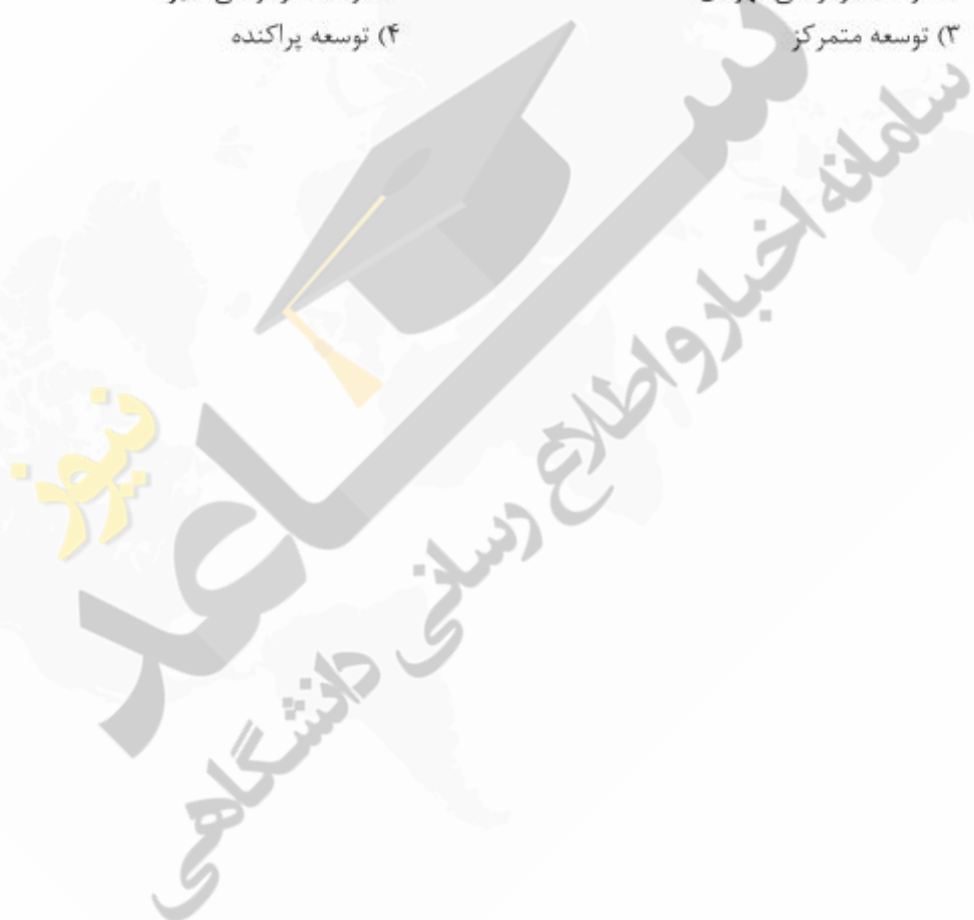 ۳) توسعه متمرکز
۴) توسعه پراکنده
ساعد
نیوز
سامانه اخبار و اطلاع رسانی دانشگاهی